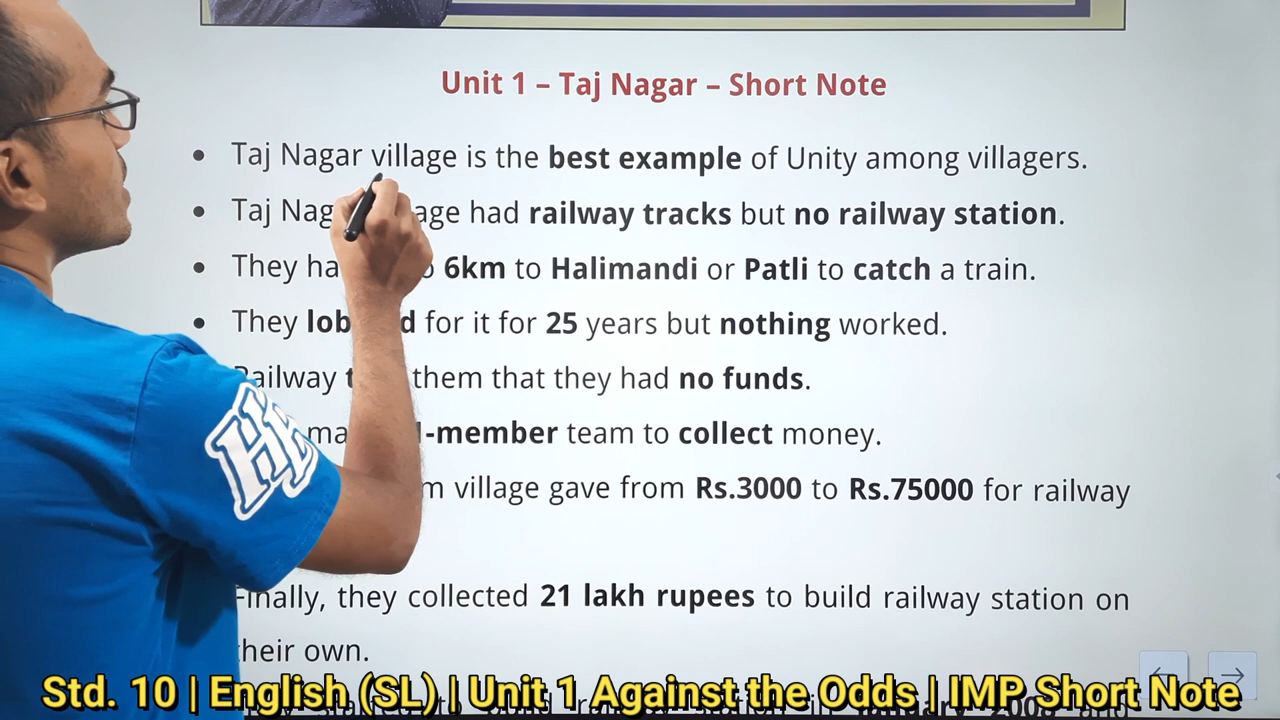 Unit 1 – Taj Nagar – Short Note
• Taj Nagar village is the best example of Unity among villagers.
• Taj Nag age had railway tracks but no railway station.
• They ha 6km to Halimandi or Patli to catch a train.
• They lob d for it for 25 years but nothing worked.
Railway them that they had no funds.
-member team to collect money.
village gave from Rs.3000 to Rs.75000 for railway
HB
Finally, they collected 21 lakh rupees to build railway station on
their own.
Std. 10 | English (SL) | Unit 1 Against the Odds | IMP Short Note